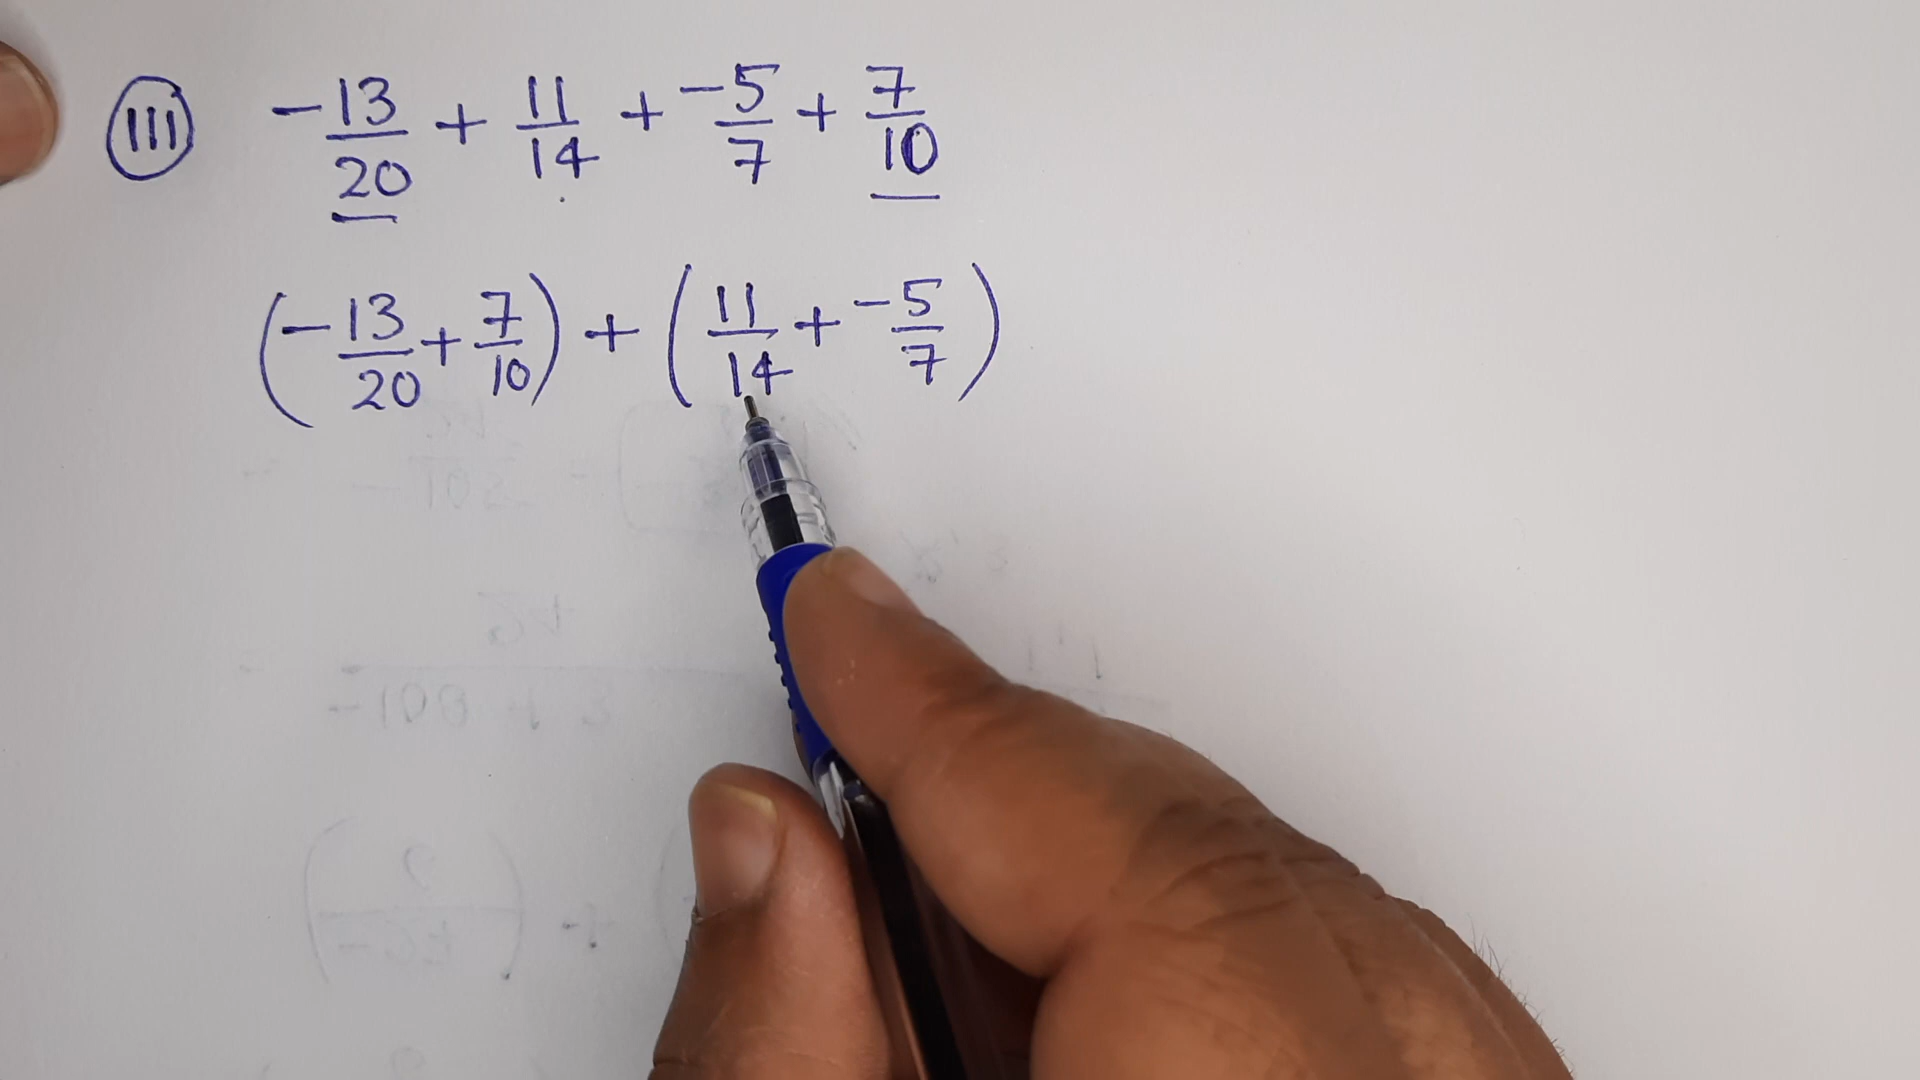 (III) -13/20 + 11/14 + -5/7 + 7/10
(-13/20 + 7/10) + (11/14 + -5/7)